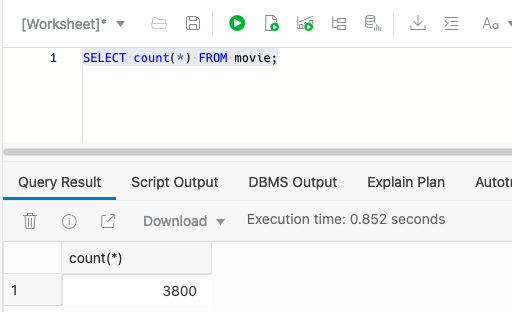 [Worksheet]*
Aa
1 SELECT count(*) FROM movie;
Query Result Script Output DBMS Output Explain Plan Autotr
Download Execution time: 0.852 seconds
count(*)
1 3800